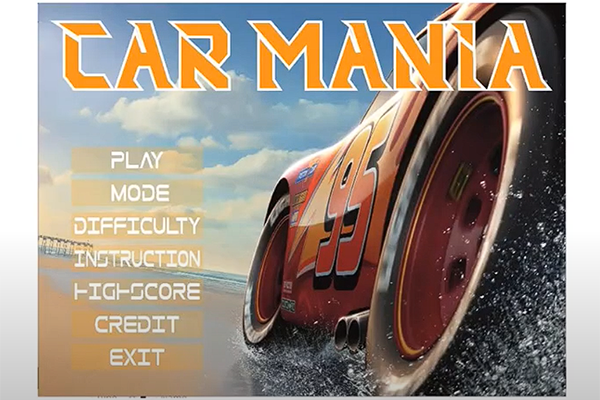 CAR MANIA
PLAY
MODE
DIFFICULTY
INSTRUCTION
HIGHSCORE
CREDIT
EXIT
95